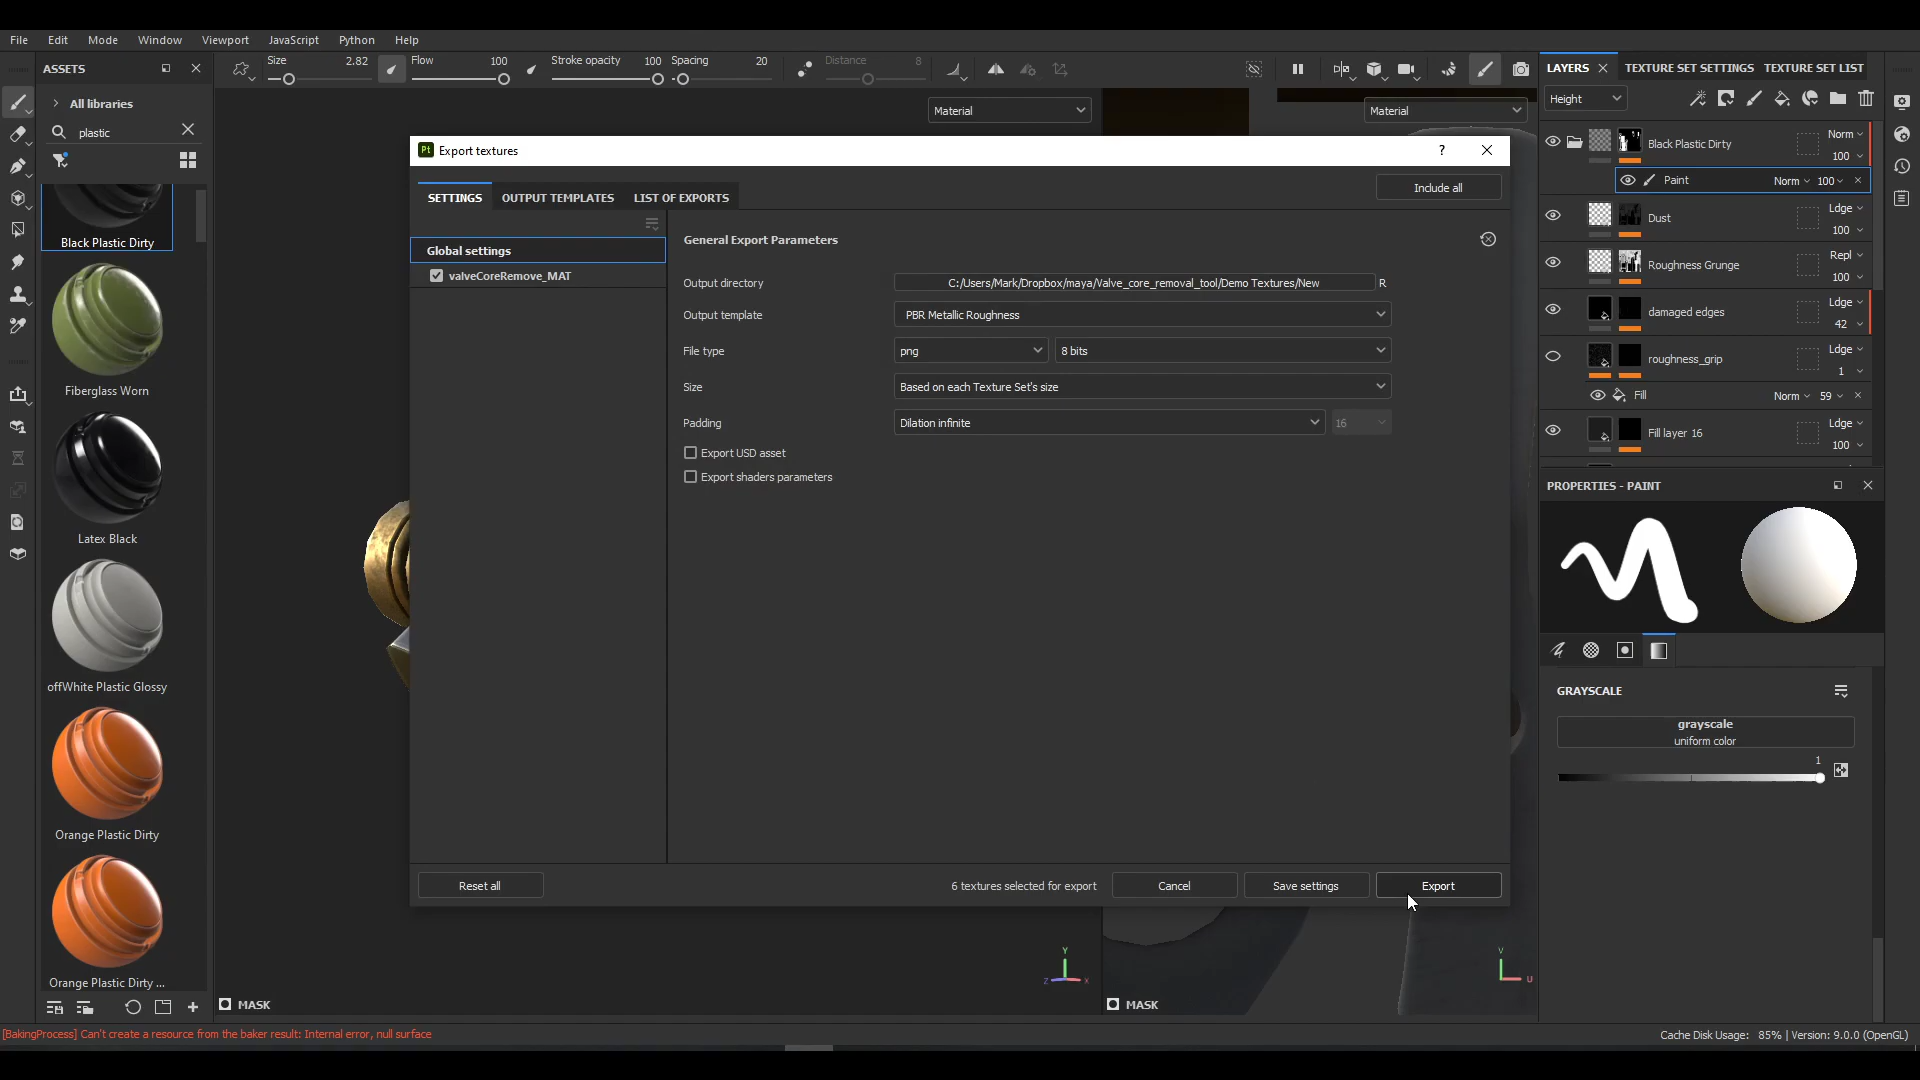 File Edit Mode Window Viewport JavaScript Python Help
ASSETS
Size 2.82 Flow 100 Stroke opacity 100 Spacing 20 Distance 8
LAYERS TEXTURE SET SETTINGS TEXTURE SET LIST
All libraries
plastic
Material
Material
Height
Black Plastic Dirty
Fiberglass Worn
Latex Black
offWhite Plastic Glossy
Orange Plastic Dirty
Orange Plastic Dirty ...
Pt Export textures
?
SETTINGS OUTPUT TEMPLATES LIST OF EXPORTS
Include all
Global settings
valveCoreRemove_MAT
General Export Parameters
Output directory C:/Users/Mark/Dropbox/maya/Valve_core_removal_tool/Demo Textures/New R
Output template PBR Metallic Roughness
File type png 8 bits
Size Based on each Texture Set's size
Padding Dilation infinite 16
Export USD asset
Export shaders parameters
Reset all 6 textures selected for export Cancel Save settings Export
Black Plastic Dirty Norm 100
Paint Norm 100
Dust Ldge 100
Roughness Grunge Repl 100
damaged edges Ldge 42
roughness_grip Ldge 1
Fill Norm 59
Fill layer 16 Ldge 100
PROPERTIES - PAINT
GRAYSCALE
grayscale
uniform color
1
Y
Z X
V
U
MASK
MASK
[BakingProcess] Can't create a resource from the baker result: Internal error, null surface
Cache Disk Usage: 85% | Version: 9.0.0 (OpenGL)